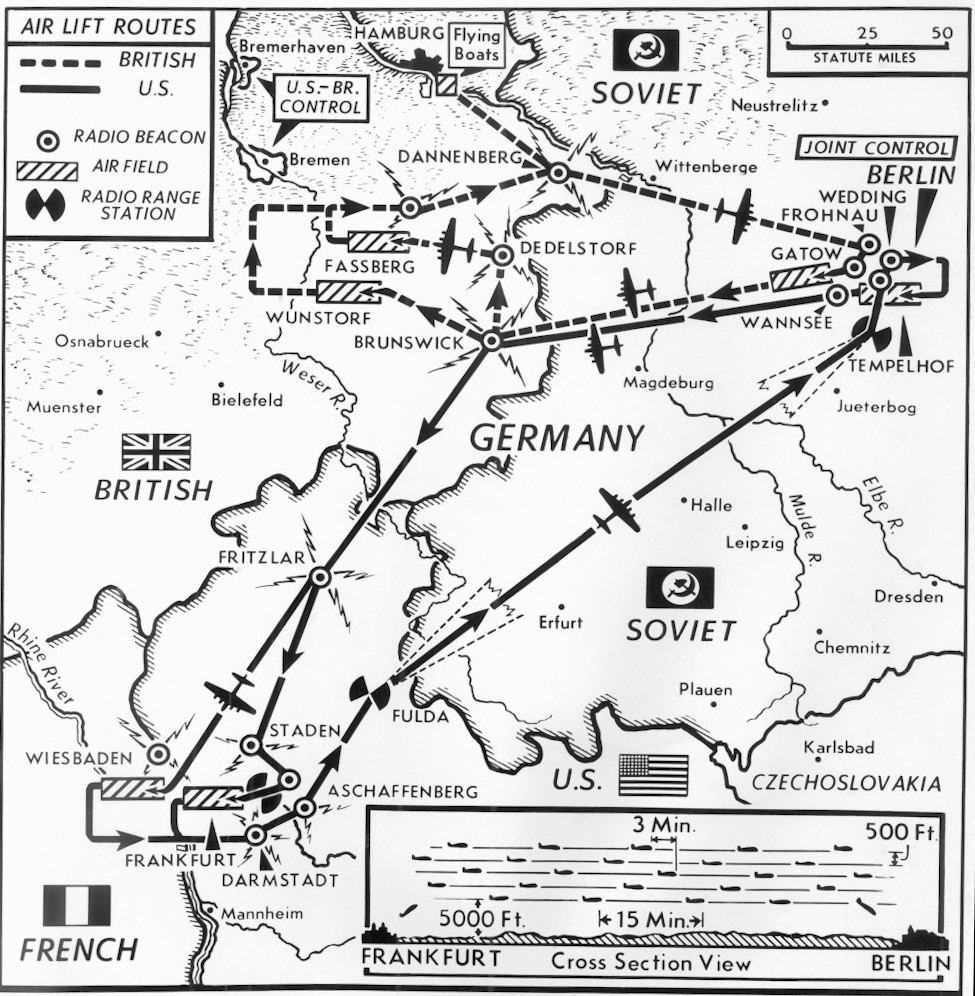 AIR LIFT ROUTES
BRITISH
U.S.
RADIO BEACON
AIR FIELD
RADIO RANGE
STATION
HAMBURG
Flying
Boats
Bremerhaven
U.S.-BR.
CONTROL
Bremen
SOVIET
0 25 50
STATUTE MILES
Neustrelitz
JOINT CONTROL
BERLIN
DANNENBERG
Wittenberge
WEDDING
FROHNAU
GATOW
DEDELSTORF
FASSBERG
WUNSTORF
BRUNSWICK
WANNSEE
TEMPELHOF
Osnabrueck
Weser R.
Magdeburg
Muenster
Bielefeld
Jueterbog
GERMANY
BRITISH
Halle
Mulde R.
Elbe R.
Leipzig
FRITZLAR
Erfurt
SOVIET
Dresden
Chemnitz
Rhine River
Plauen
FULDA
STADEN
WIESBADEN
Karlsbad
U.S.
CZECHOSLOVAKIA
ASCHAFFENBERG
FRANKFURT
DARMSTADT
Mannheim
FRENCH
3 Min.
500 Ft.
5000 Ft.
15 Min.
FRANKFURT Cross Section View BERLIN